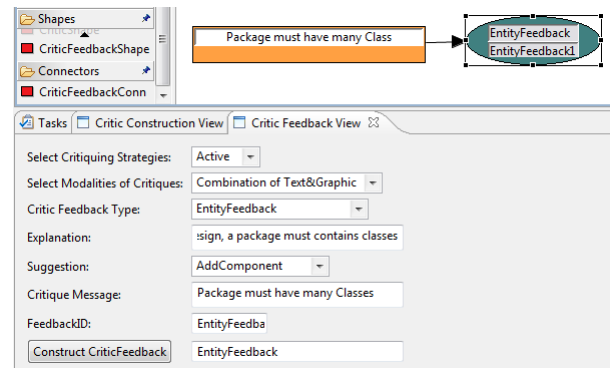 Shapes
CriticShape
CriticFeedbackShape
Connectors
CriticFeedbackConn
Package must have many Class
EntityFeedback
EntityFeedback1
Tasks
Critic Construction View
Critic Feedback View
Select Critiquing Strategies:
Active
Select Modalities of Critiques:
Combination of Text&Graphic
Critic Feedback Type:
EntityFeedback
Explanation:
sign, a package must contains classes
Suggestion:
AddComponent
Critique Message:
Package must have many Classes
FeedbackID:
EntityFeedba
Construct CriticFeedback
EntityFeedback